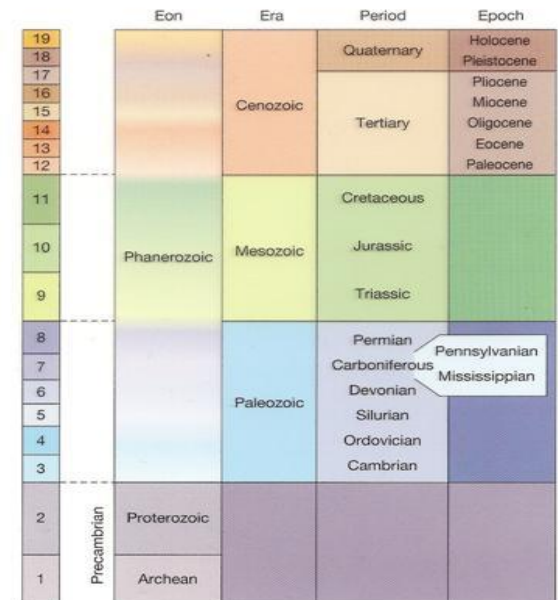 Eon Era Period Epoch
19 Quaternary Holocene
18 Pleistocene
17 Pliocene
16 Miocene
15 Cenozoic Tertiary Oligocene
14 Eocene
13 Paleocene
12
11 Cretaceous
10 Phanerozoic Mesozoic Jurassic
9 Triassic
8 Permian Pennsylvanian
7 Carboniferous Mississippian
6 Paleozoic Devonian
5 Silurian
4 Ordovician
3 Cambrian
2 Precambrian Proterozoic
1 Archean